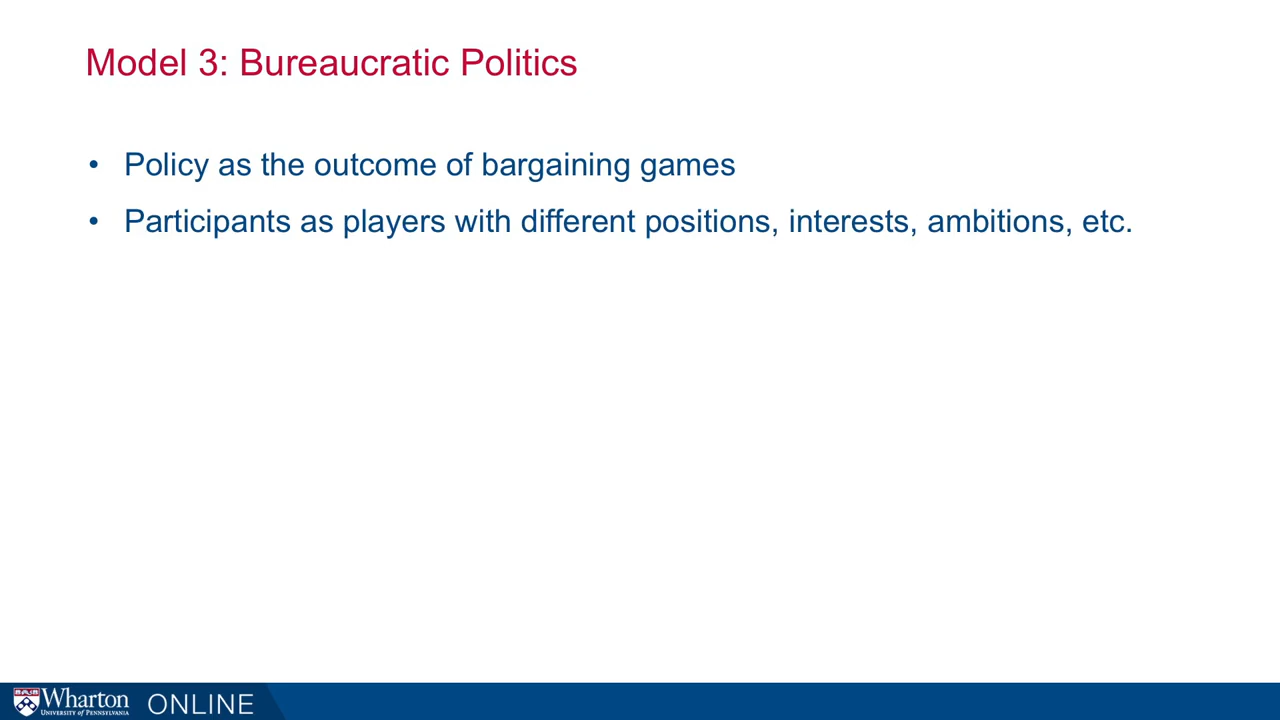 Model 3: Bureaucratic Politics
• Policy as the outcome of bargaining games
• Participants as players with different positions, interests, ambitions, etc.
Wharton
UNIVERSITY of PENNSYLVANIA
ONLINE